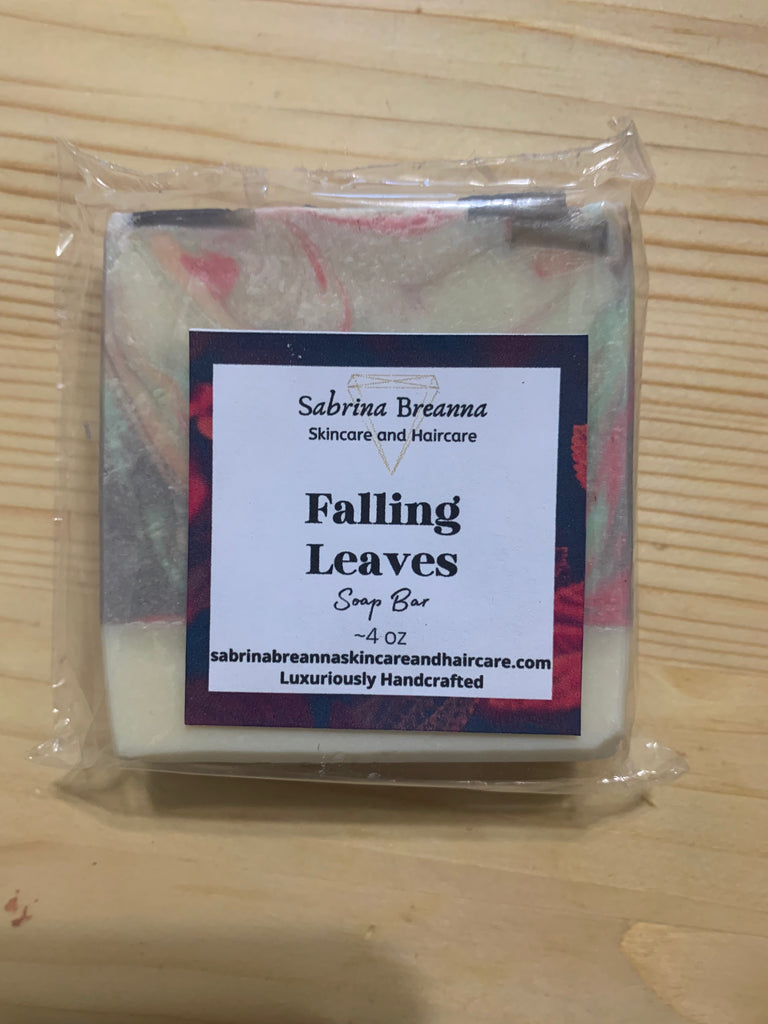 Sabrina Breanna
Skincare and Haircare
Falling
Leaves
Soap Bar
~4 oz
sabrinabreannaskincareandhaircare.com
Luxuriously Handcrafted